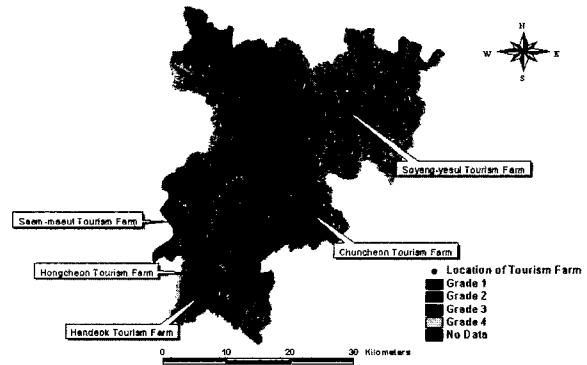 N
W E
S
Soyang-yesul Tourism Farm
Saem-maeul Tourism Farm
Chuncheon Tourism Farm
Hongcheon Tourism Farm
Location of Tourism Farm
Grade 1
Grade 2
Grade 3
Grade 4
No Data
Handeok Tourism Farm
0 10 20 30 Kilometers